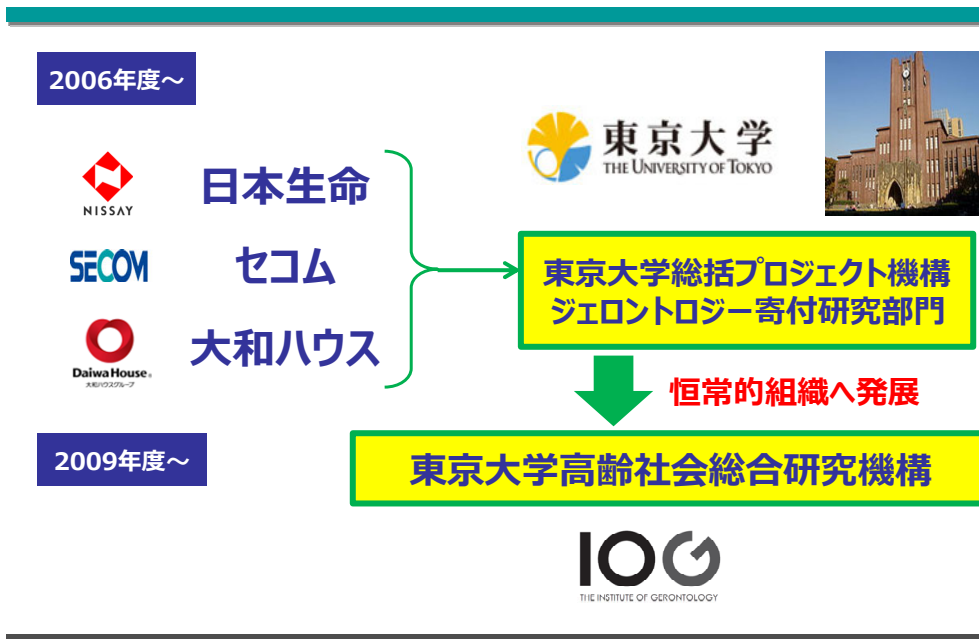 2006年度～
東京大学
THE UNIVERSITY OF TOKYO
NISSAY
日本生命
SECOM
セコム
Daiwa House®
大和ハウスグループ
大和ハウス
東京大学総括プロジェクト機構
ジェロントロジー寄付研究部門
恒常的組織へ発展
2009年度～
東京大学高齢社会総合研究機構
IOG
THE INSTITUTE OF GERONTOLOGY